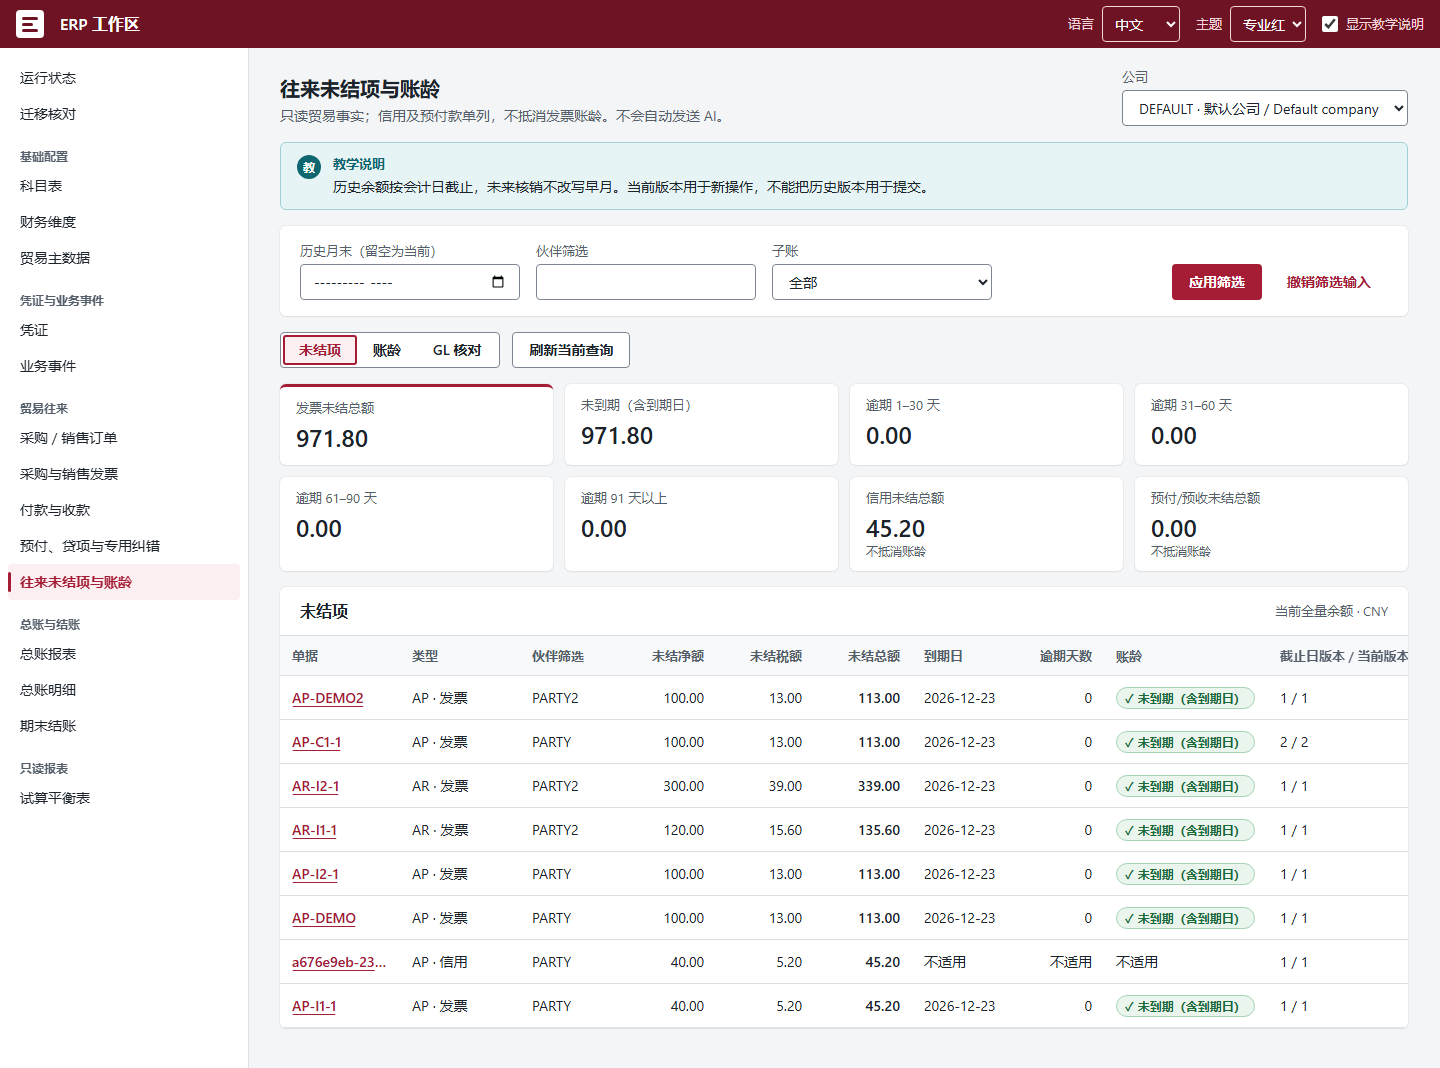 ERP 工作区
语言 中文 主题 专业红 显示教学说明
运行状态
迁移核对
基础配置
科目表
财务维度
贸易主数据
凭证与业务事件
凭证
业务事件
贸易往来
采购 / 销售订单
采购与销售发票
付款与收款
预付、贷项与专用纠错
往来未结项与账龄
总账与结账
总账报表
总账明细
期末结账
只读报表
试算平衡表
往来未结项与账龄
只读贸易事实；信用及预付款单列，不抵消发票账龄。不会自动发送 AI。
公司
DEFAULT · 默认公司 / Default company
教 教学说明
历史余额按会计日截止，未来核销不改写早月。当前版本用于新操作，不能把历史版本用于提交。
历史月末（留空为当前） 伙伴筛选 子账
--------- ---- 全部 应用筛选 撤销筛选输入
未结项 账龄 GL 核对 刷新当前查询
发票未结总额
971.80
未到期（含到期日）
971.80
逾期 1–30 天
0.00
逾期 31–60 天
0.00
逾期 61–90 天
0.00
逾期 91 天以上
0.00
信用未结总额
45.20
不抵消账龄
预付/预收未结总额
0.00
不抵消账龄
未结项 当前全量余额 · CNY
单据 类型 伙伴筛选 未结净额 未结税额 未结总额 到期日 逾期天数 账龄 截止日版本 / 当前版本
AP-DEMO2 AP · 发票 PARTY2 100.00 13.00 113.00 2026-12-23 0 ✓ 未到期（含到期日） 1 / 1
AP-C1-1 AP · 发票 PARTY 100.00 13.00 113.00 2026-12-23 0 ✓ 未到期（含到期日） 2 / 2
AR-I2-1 AR · 发票 PARTY2 300.00 39.00 339.00 2026-12-23 0 ✓ 未到期（含到期日） 1 / 1
AR-I1-1 AR · 发票 PARTY2 120.00 15.60 135.60 2026-12-23 0 ✓ 未到期（含到期日） 1 / 1
AP-I2-1 AP · 发票 PARTY 100.00 13.00 113.00 2026-12-23 0 ✓ 未到期（含到期日） 1 / 1
AP-DEMO AP · 发票 PARTY 100.00 13.00 113.00 2026-12-23 0 ✓ 未到期（含到期日） 1 / 1
a676e9eb-23... AP · 信用 PARTY 40.00 5.20 45.20 不适用 不适用 不适用 1 / 1
AP-I1-1 AP · 发票 PARTY 40.00 5.20 45.20 2026-12-23 0 ✓ 未到期（含到期日） 1 / 1